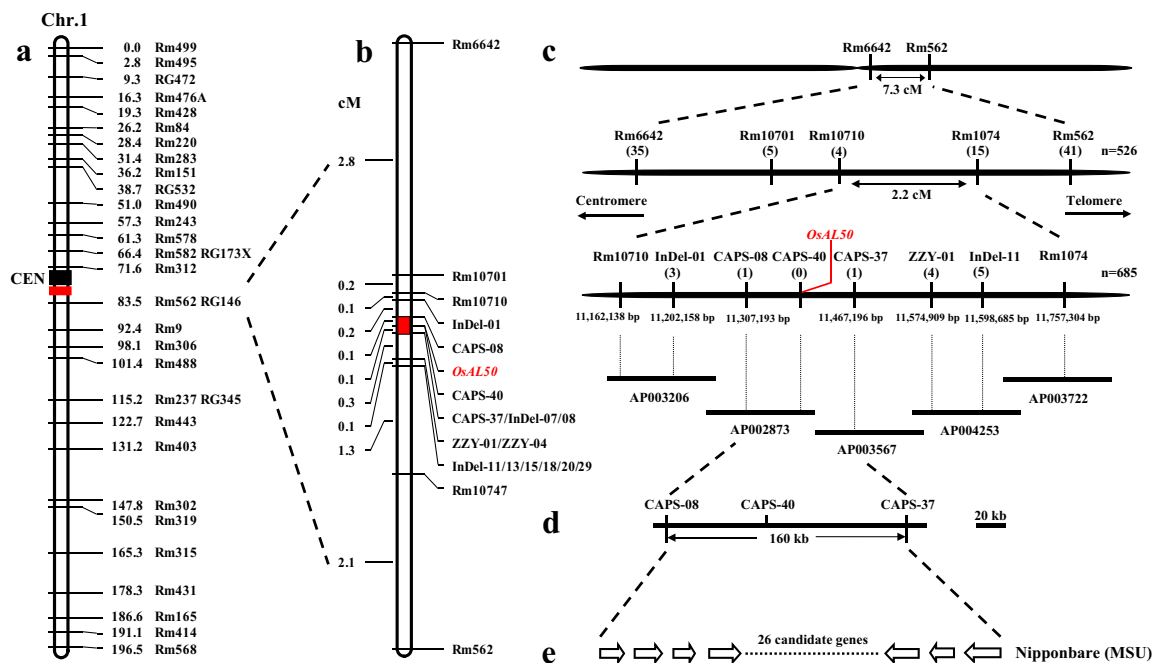 Chr.1
a
0.0 Rm499
2.8 Rm495
9.3 RG472
16.3 Rm476A
19.3 Rm428
26.2 Rm84
28.4 Rm220
31.4 Rm283
36.2 Rm151
38.7 RG532
51.0 Rm490
57.3 Rm243
61.3 Rm578
66.4 Rm582 RG173X
71.6 Rm312
CEN
83.5 Rm562 RG146
92.4 Rm9
98.1 Rm306
101.4 Rm488
115.2 Rm237 RG345
122.7 Rm443
131.2 Rm403
147.8 Rm302
150.5 Rm319
165.3 Rm315
178.3 Rm431
186.6 Rm165
191.1 Rm414
196.5 Rm568
b
cM
2.8
0.2
0.1
0.2
0.1
0.1
0.3
0.1
1.3
2.1
Rm6642
Rm10701
Rm10710
InDel-01
CAPS-08
OsAL50
CAPS-40
CAPS-37/InDel-07/08
ZZY-01/ZZY-04
InDel-11/13/15/18/20/29
Rm10747
Rm562
c
Rm6642 Rm562
7.3 cM
Rm6642 Rm10701 Rm10710 Rm1074 Rm562
(35) (5) (4) (15) (41) n=526
2.2 cM
Centromere Telomere
OsAL50
Rm10710 InDel-01 CAPS-08 CAPS-40 CAPS-37 ZZY-01 InDel-11 Rm1074
(3) (1) (0) (1) (4) (5) n=685
11,162,138 bp 11,202,158 bp 11,307,193 bp 11,467,196 bp 11,574,909 bp 11,598,685 bp 11,757,304 bp
AP003206 AP003722
AP002873 AP004253
AP003567
d
CAPS-08 CAPS-40 CAPS-37
20 kb
160 kb
e
26 candidate genes
Nipponbare (MSU)